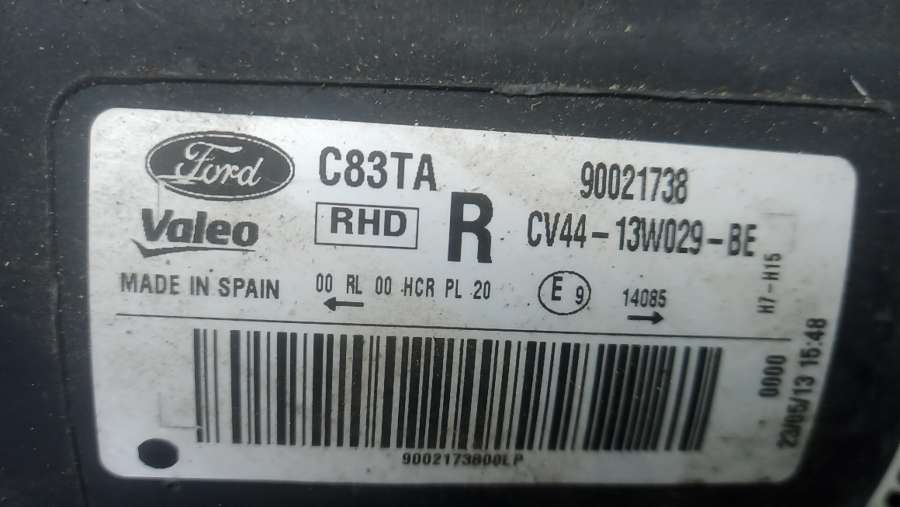 Ford C83TA 90021738
Valeo RHD R CV44-13W029-BE
MADE IN SPAIN 00 RL 00 HCR PL 20 E 9 14085
H7-H15
0000
23/05/13 15:48
9002173800LP